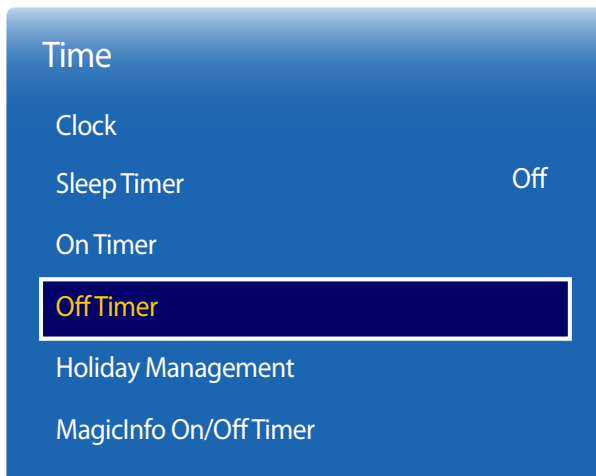 Time
Clock
Sleep Timer Off
On Timer
Off Timer
Holiday Management
MagicInfo On/Off Timer